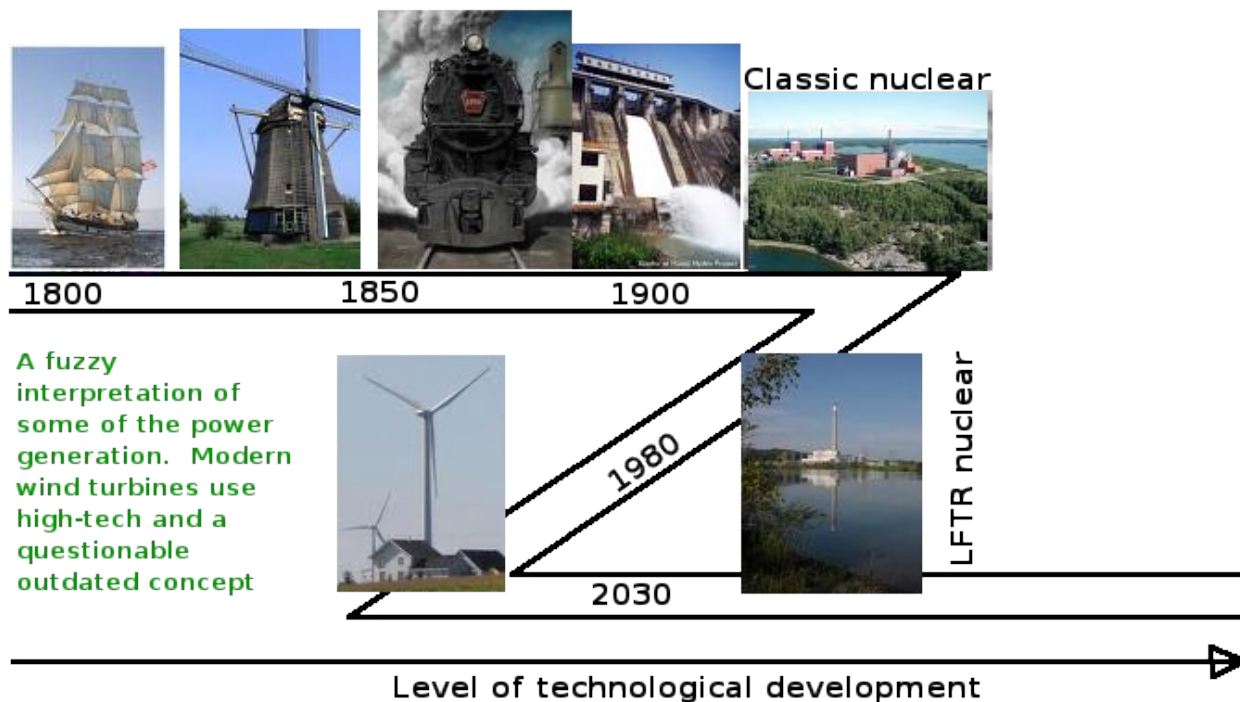 Classic nuclear
1800
1850
1900
A fuzzy
interpretation of
some of the power
generation. Modern
wind turbines use
high-tech and a
questionable
outdated concept
1980
LFTR nuclear
2030
Level of technological development